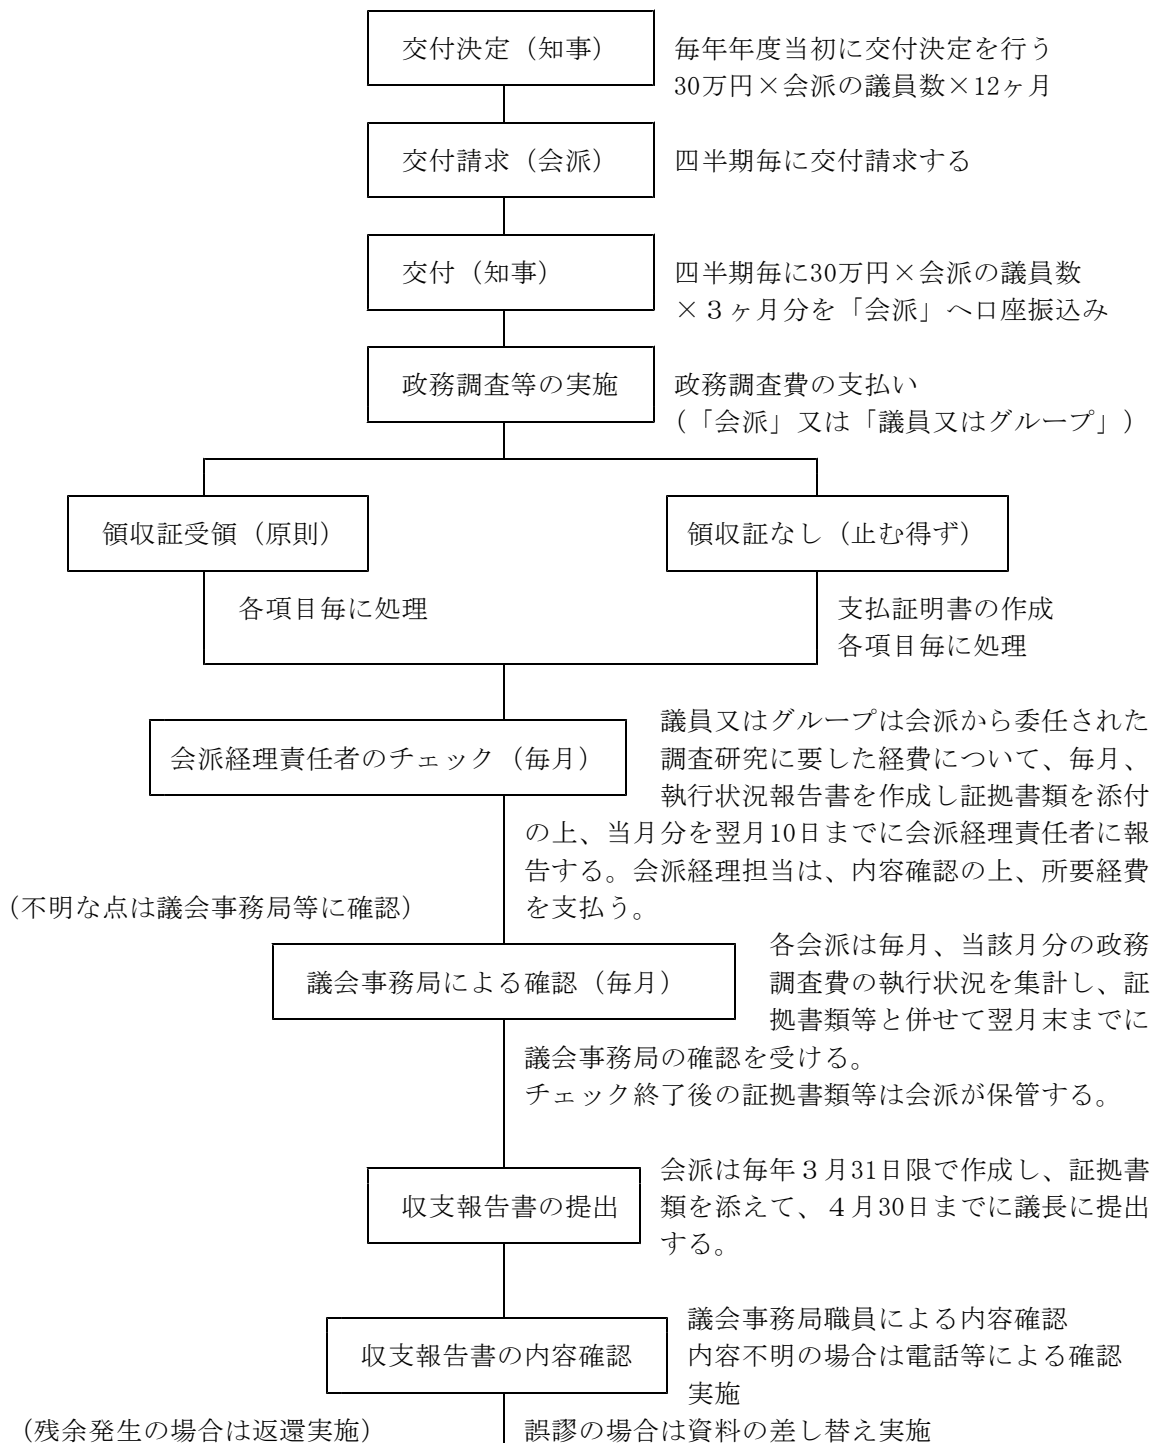 交付決定（知事）
毎年年度当初に交付決定を行う
30万円×会派の議員数×12ヶ月
交付請求（会派）
四半期毎に交付請求する
交付（知事）
四半期毎に30万円×会派の議員数
×３ヶ月分を「会派」へ口座振込み
政務調査等の実施
政務調査費の支払い
（「会派」又は「議員又はグループ」）
領収証受領（原則）
領収証なし（止む得ず）
各項目毎に処理
支払証明書の作成
各項目毎に処理
会派経理責任者のチェック（毎月）
議員又はグループは会派から委任された
調査研究に要した経費について、毎月、
執行状況報告書を作成し証拠書類を添付
の上、当月分を翌月10日までに会派経理責任者に報
告する。会派経理担当は、内容確認の上、所要経費
を支払う。
（不明な点は議会事務局等に確認）
議会事務局による確認（毎月）
各会派は毎月、当該月分の政務
調査費の執行状況を集計し、証
拠書類等と併せて翌月末までに
議会事務局の確認を受ける。
チェック終了後の証拠書類等は会派が保管する。
収支報告書の提出
会派は毎年３月31日限で作成し、証拠書
類を添えて、４月30日までに議長に提出
する。
収支報告書の内容確認
議会事務局職員による内容確認
内容不明の場合は電話等による確認
実施
（残余発生の場合は返還実施）
誤謬の場合は資料の差し替え実施